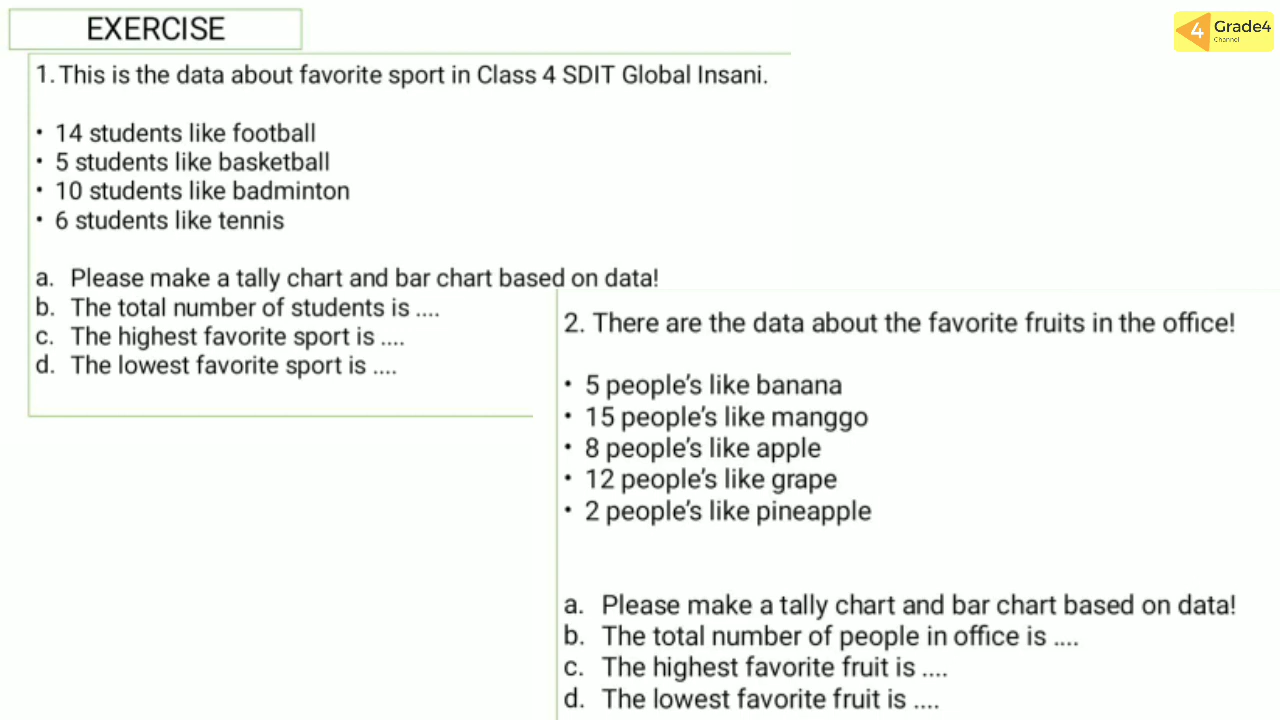 EXERCISE
4 Grade4
Channel
1. This is the data about favorite sport in Class 4 SDIT Global Insani.
• 14 students like football
• 5 students like basketball
• 10 students like badminton
• 6 students like tennis
a. Please make a tally chart and bar chart based on data!
b. The total number of students is ....
c. The highest favorite sport is ....
d. The lowest favorite sport is ....
2. There are the data about the favorite fruits in the office!
• 5 people's like banana
• 15 people's like manggo
• 8 people's like apple
• 12 people's like grape
• 2 people's like pineapple
a. Please make a tally chart and bar chart based on data!
b. The total number of people in office is ....
c. The highest favorite fruit is ....
d. The lowest favorite fruit is ....